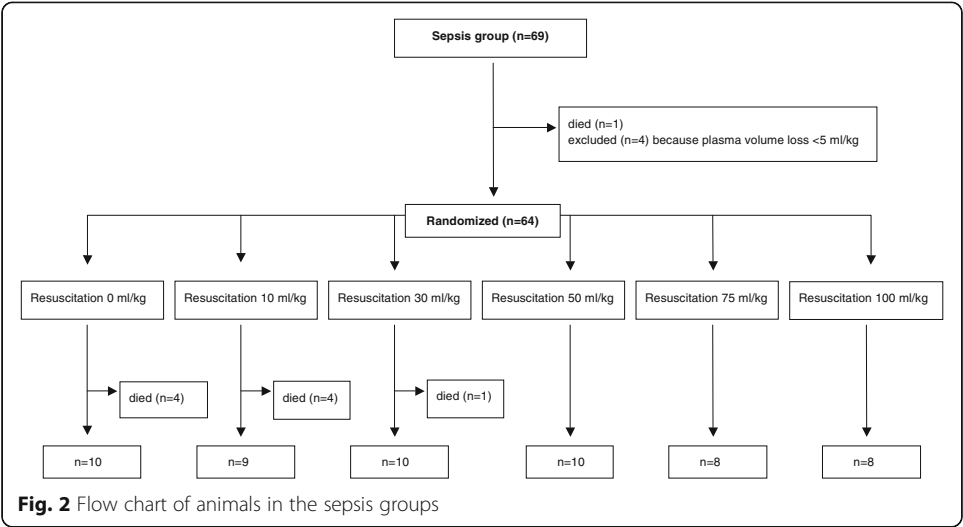 Sepsis group (n=69)
died (n=1)
excluded (n=4) because plasma volume loss <5 ml/kg
Randomized (n=64)
Resuscitation 0 ml/kg
Resuscitation 10 ml/kg
Resuscitation 30 ml/kg
Resuscitation 50 ml/kg
Resuscitation 75 ml/kg
Resuscitation 100 ml/kg
died (n=4)
died (n=4)
died (n=1)
n=10
n=9
n=10
n=10
n=8
n=8
Fig. 2 Flow chart of animals in the sepsis groups